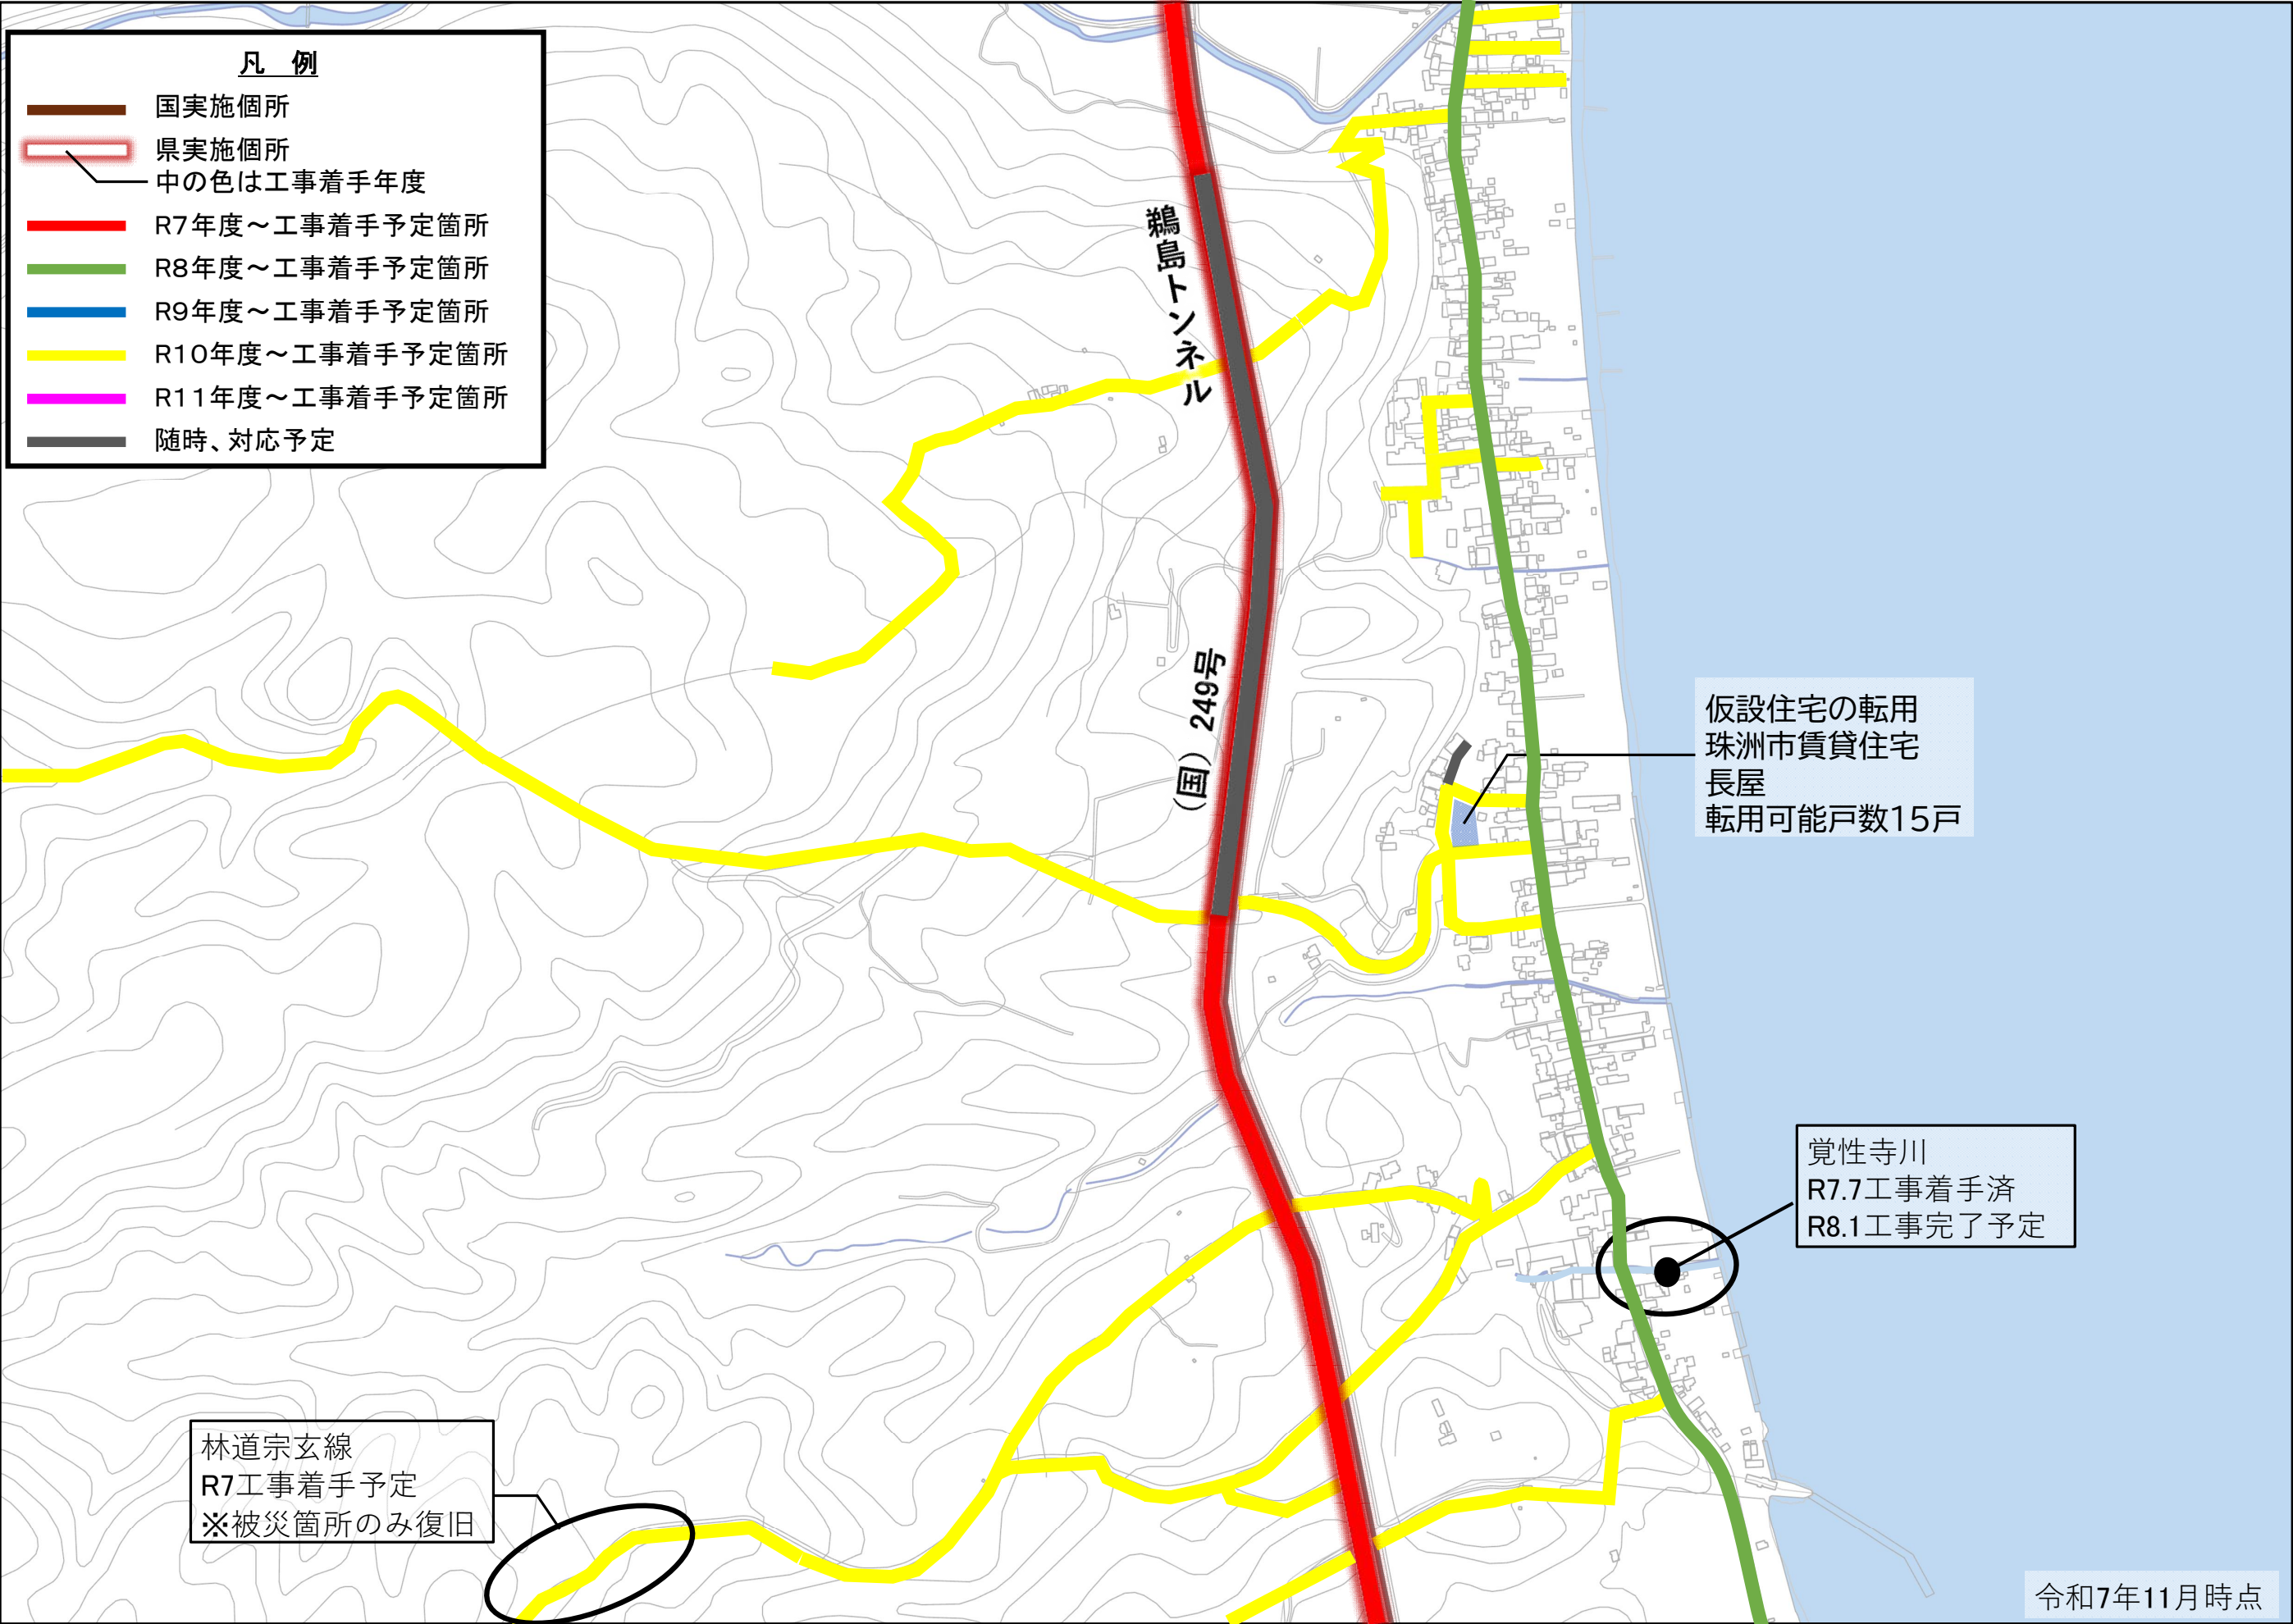 凡　例
国実施個所
県実施個所
中の色は工事着手年度
R7年度～工事着手予定箇所
R8年度～工事着手予定箇所
R9年度～工事着手予定箇所
R10年度～工事着手予定箇所
R11年度～工事着手予定箇所
随時、対応予定
鵜島トンネル
（国）249号
仮設住宅の転用
珠洲市賃貸住宅
長屋
転用可能戸数15戸
覚性寺川
R7.7工事着手済
R8.1工事完了予定
林道宗玄線
R7工事着手予定
※被災箇所のみ復旧
令和7年11月時点